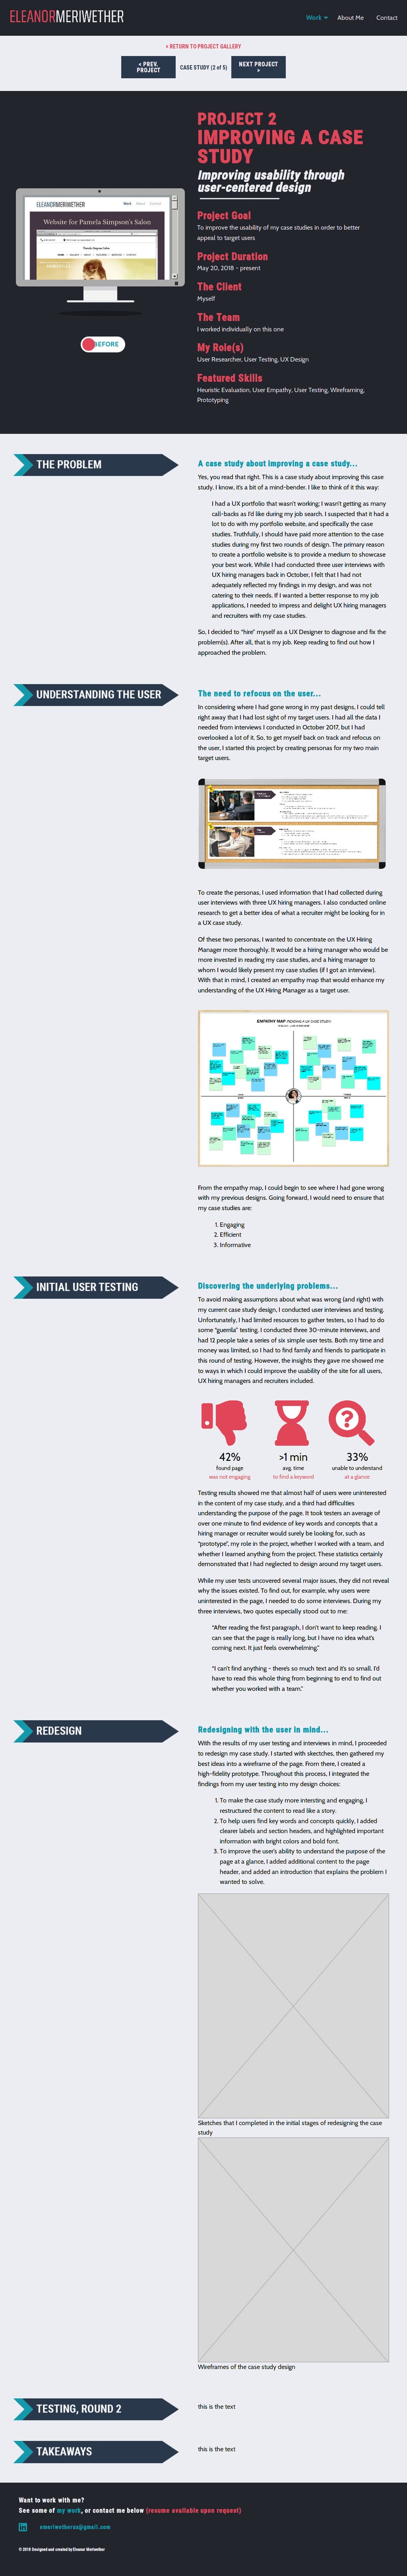 ELEANORMERIWETHER
Work
About Me
Contact
« RETURN TO PROJECT GALLERY
< PREV. PROJECT
CASE STUDY (2 of 5)
NEXT PROJECT >
PROJECT 2
IMPROVING A CASE
STUDY
Improving usability through
user-centered design
Project Goal
To improve the usability of my case studies in order to better
appeal to target users
Project Duration
May 20, 2018 - present
The Client
Myself
The Team
I worked individually on this one
My Role(s)
User Researcher, User Testing, UX Design
Featured Skills
Heuristic Evaluation, User Empathy, User Testing, Wireframing,
Prototyping
ELEANORMERIWETHER
Work About Contact
Website for Pamela Simpson's Salon
BEFORE
THE PROBLEM
A case study about improving a case study...
Yes, you read that right. This is a case study about improving this case
study. I know, it's a bit of a mind-bender. I like to think of it this way:
I had a UX portfolio that wasn't working; I wasn't getting as many
call-backs as I'd like during my job search. I suspected that it had a
lot to do with my portfolio website, and specifically the case
studies. Truthfully, I should have paid more attention to the case
studies during my first two rounds of design. The primary reason
to create a portfolio website is to provide a medium to showcase
your best work. While I had conducted three user interviews with
UX hiring managers back in October, I felt that I had not
adequately reflected my findings in my design, and was not
catering to their needs. If I wanted a better response to my job
applications, I needed to impress and delight UX hiring managers
and recruiters with my case studies.
So, I decided to "hire" myself as a UX Designer to diagnose and fix the
problem(s). After all, that is my job. Keep reading to find out how I
approached the problem.
UNDERSTANDING THE USER
The need to refocus on the user...
In considering where I had gone wrong in my past designs, I could tell
right away that I had lost sight of my target users. I had all the data I
needed from interviews I conducted in October 2017, but I had
overlooked a lot of it. So, to get myself back on track and refocus on
the user, I started this project by creating personas for my two main
target users.
To create the personas, I used information that I had collected during
user interviews with three UX hiring managers. I also conducted online
research to get a better idea of what a recruiter might be looking for in
a UX case study.
Of these two personas, I wanted to concentrate on the UX Hiring
Manager more thoroughly. It would be a hiring manager who would be
more invested in reading my case studies, and a hiring manager to
whom I would likely present my case studies (if I got an interview).
With that in mind, I created an empathy map that would enhance my
understanding of the UX Hiring Manager as a target user.
EMPATHY MAP
From the empathy map, I could begin to see where I had gone wrong
with my previous designs. Going forward, I would need to ensure that
my case studies are:
1. Engaging
2. Efficient
3. Informative
INITIAL USER TESTING
Discovering the underlying problems...
To avoid making assumptions about what was wrong (and right) with
my current case study design, I conducted user interviews and testing.
Unfortunately, I had limited resources to gather testers, so I had to do
some "guerrila" testing. I conducted three 30-minute interviews, and
had 12 people take a series of six simple user tests. Both my time and
money was limited, so I had to find family and friends to participate in
this round of testing. However, the insights they gave me showed me
to ways in which I could improve the usability of the site for all users,
UX hiring managers and recruiters included.
42%
found page
was not engaging
>1 min
avg. time
to find a keyword
33%
unable to understand
at a glance
Testing results showed me that almost half of users were uninterested
in the content of my case study, and a third had difficulties
understanding the purpose of the page. It took testers an average of
over one minute to find evidence of key words and concepts that a
hiring manager or recruiter would surely be looking for, such as
"prototype", my role in the project, whether I worked with a team, and
whether I learned anything from the project. These statistics certainly
demonstrated that I had neglected to design around my target users.
While my user tests uncovered several major issues, they did not reveal
why the issues existed. To find out, for example, why users were
uninterested in the page, I needed to do some interviews. During my
three interviews, two quotes especially stood out to me:
"After reading the first paragraph, I don't want to keep reading. I
can see that the page is really long, but I have no idea what's
coming next. It just feels overwhelming."
"I can't find anything - there's so much text and it's so small. I'd
have to read this whole thing from beginning to end to find out
whether you worked with a team."
REDESIGN
Redesigning with the user in mind...
With the results of my user testing and interviews in mind, I proceeded
to redesign my case study. I started with sketches, then gathered my
best ideas into a wireframe of the page. From there, I created a
high-fidelity prototype. Throughout this process, I integrated the
findings from my user testing into my design choices:
1. To make the case study more intersting and engaging, I
restructured the content to read like a story.
2. To help users find key words and concepts quickly, I added
clearer labels and section headers, and highlighted important
information with bright colors and bold font.
3. To improve the user's ability to understand the purpose of the
page at a glance, I added additional content to the page
header, and added an introduction that explains the problem I
wanted to solve.
Sketches that I completed in the initial stages of redesigning the case
study
Wireframes of the case study design
TESTING, ROUND 2
this is the text
TAKEAWAYS
this is the text
Want to work with me?
See some of my work, or contact me below (resume available upon request)
emeriwetherux@gmail.com
© 2018 Designed and created by Eleanor Meriwether